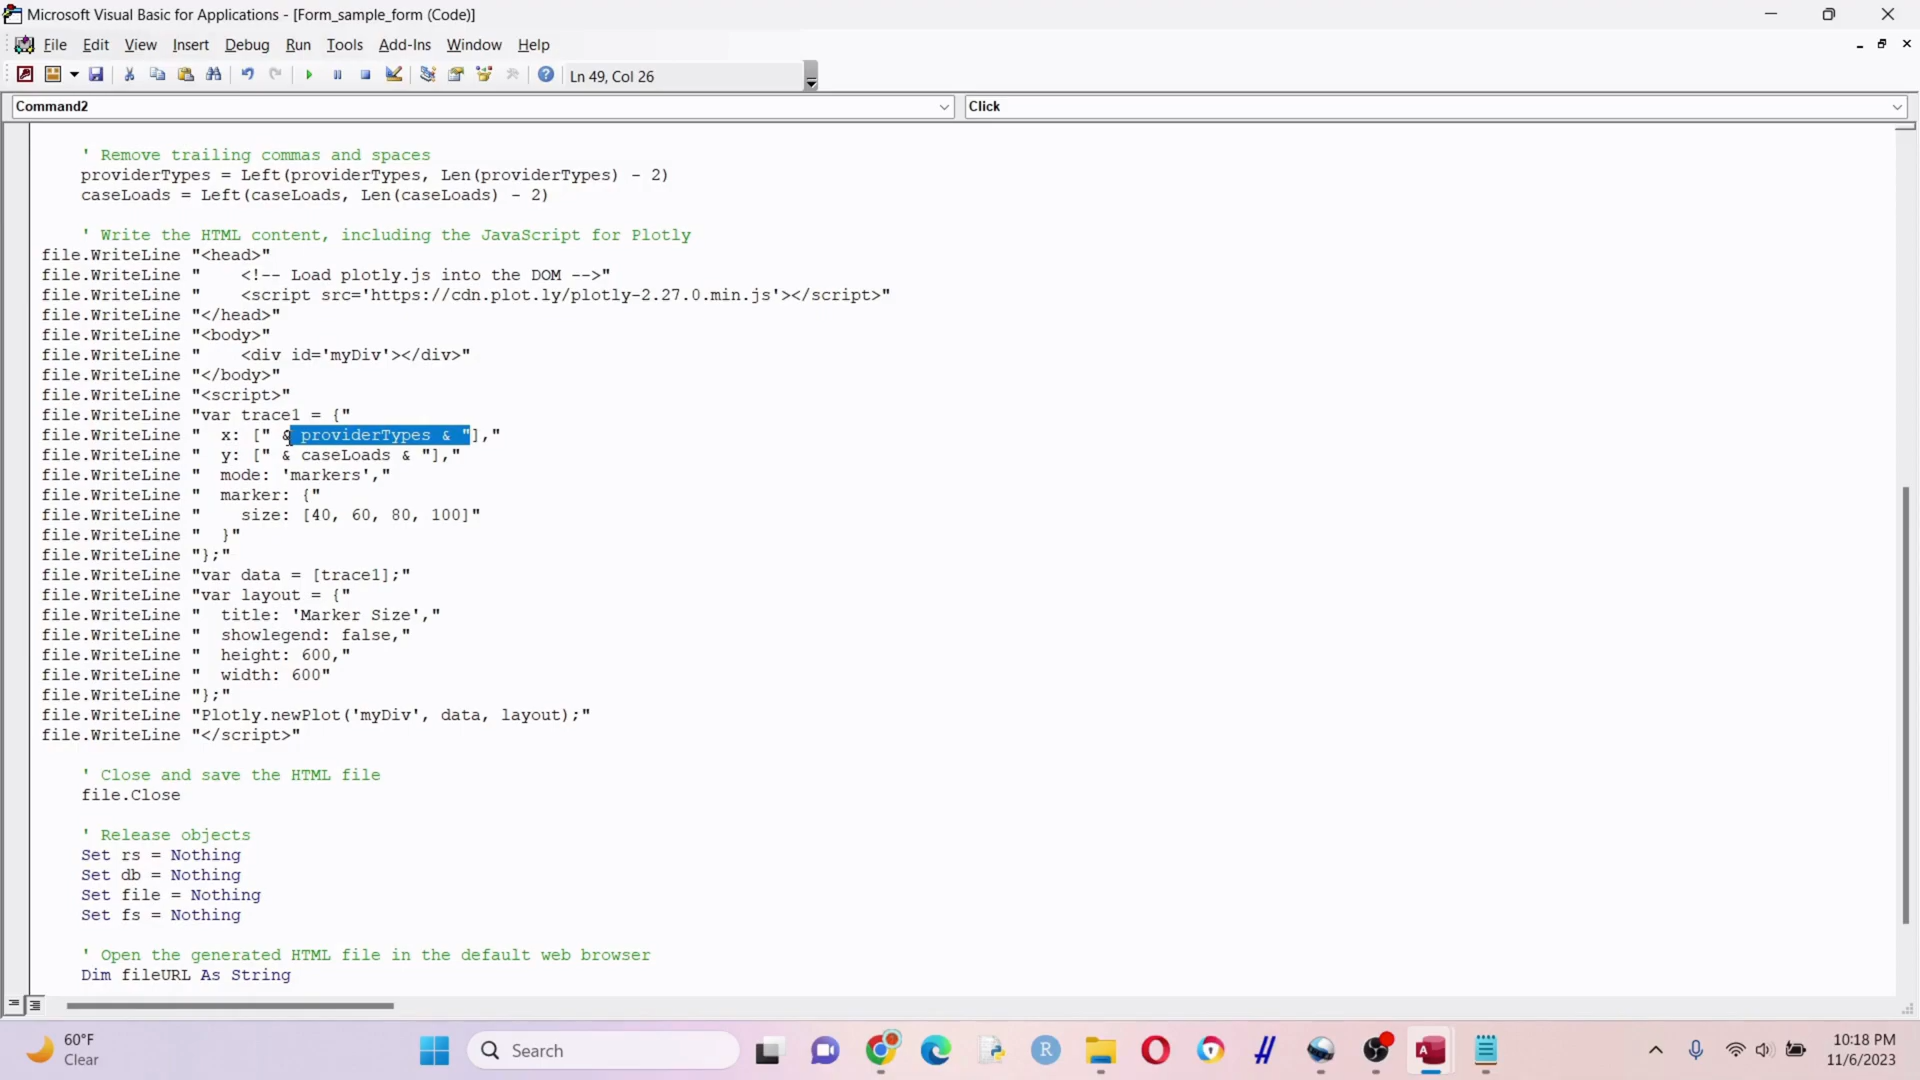 Microsoft Visual Basic for Applications - [Form_sample_form (Code)]
File Edit View Insert Debug Run Tools Add-Ins Window Help
Ln 49, Col 26
Command2
Click
' Remove trailing commas and spaces
providerTypes = Left(providerTypes, Len(providerTypes) - 2)
caseLoads = Left(caseLoads, Len(caseLoads) - 2)
' Write the HTML content, including the JavaScript for Plotly
file.WriteLine "<head>"
file.WriteLine "    <!-- Load plotly.js into the DOM -->"
file.WriteLine "    <script src='https://cdn.plot.ly/plotly-2.27.0.min.js'></script>"
file.WriteLine "</head>"
file.WriteLine "<body>"
file.WriteLine "    <div id='myDiv'></div>"
file.WriteLine "</body>"
file.WriteLine "<script>"
file.WriteLine "var trace1 = {"
file.WriteLine "  x: [" & providerTypes & "],"
file.WriteLine "  y: [" & caseLoads & "],"
file.WriteLine "  mode: 'markers',"
file.WriteLine "  marker: {"
file.WriteLine "    size: [40, 60, 80, 100]"
file.WriteLine "  }"
file.WriteLine "};"
file.WriteLine "var data = [trace1];"
file.WriteLine "var layout = {"
file.WriteLine "  title: 'Marker Size',"
file.WriteLine "  showlegend: false,"
file.WriteLine "  height: 600,"
file.WriteLine "  width: 600"
file.WriteLine "};"
file.WriteLine "Plotly.newPlot('myDiv', data, layout);"
file.WriteLine "</script>"
' Close and save the HTML file
file.Close
' Release objects
Set rs = Nothing
Set db = Nothing
Set file = Nothing
Set fs = Nothing
' Open the generated HTML file in the default web browser
Dim fileURL As String
60°F
Clear
Search
10:18 PM
11/6/2023